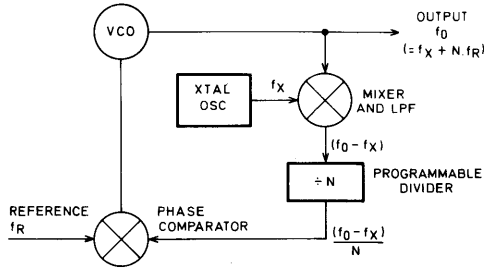 VCO
OUTPUT
f0
(= fX + N. fR)
XTAL
OSC
fX
MIXER
AND LPF
(f0 - fX)
÷ N
PROGRAMMABLE
DIVIDER
REFERENCE
fR
PHASE
COMPARATOR
(f0 - fX)
N